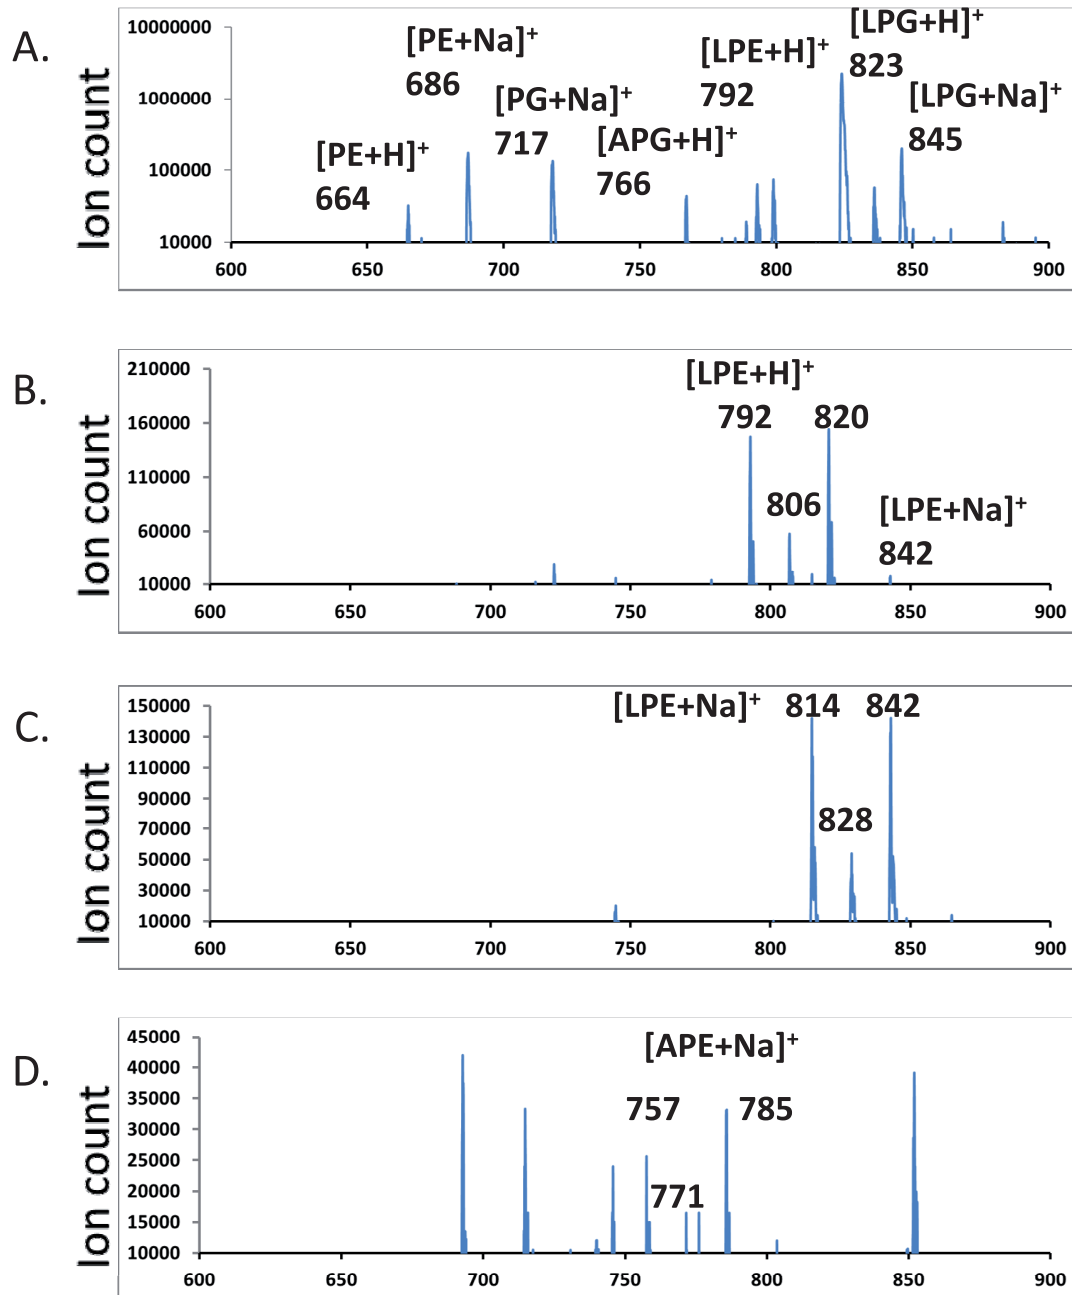 A.
Ion count
10000000
1000000
100000
10000
[PE+H]⁺
664
[PE+Na]⁺
686
[PG+Na]⁺
717
[APG+H]⁺
766
[LPE+H]⁺
792
[LPG+H]⁺
823
[LPG+Na]⁺
845
600 650 700 750 800 850 900
B.
Ion count
210000
160000
110000
60000
10000
[LPE+H]⁺
792 820
806
[LPE+Na]⁺
842
600 650 700 750 800 850 900
C.
Ion count
150000
130000
110000
90000
70000
50000
30000
10000
[LPE+Na]⁺ 814 842
828
600 650 700 750 800 850 900
D.
Ion count
45000
40000
35000
30000
25000
20000
15000
10000
[APE+Na]⁺
757 785
771
600 650 700 750 800 850 900